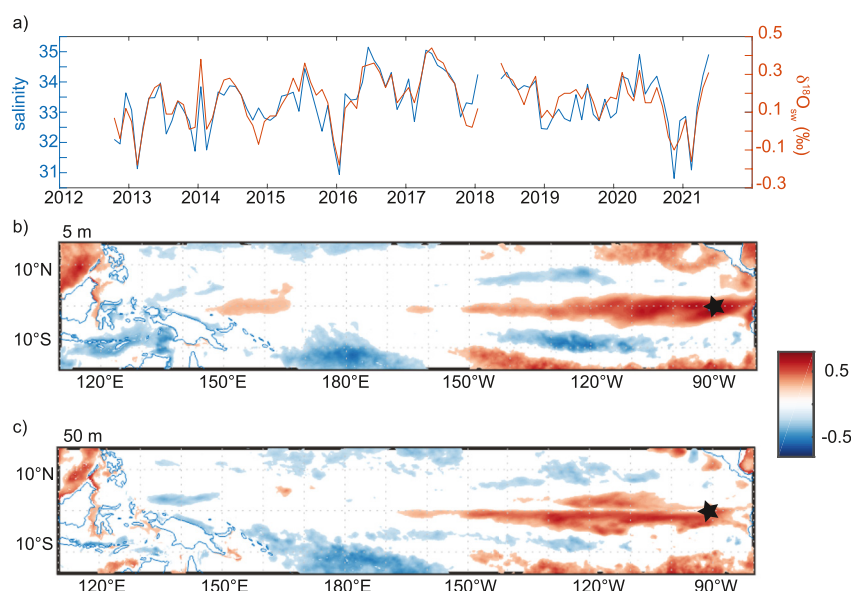 a)
salinity
35
34
33
32
31
0.5
0.3
0.1
-0.1
-0.3
δ18Osw (‰)
2012 2013 2014 2015 2016 2017 2018 2019 2020 2021
b)
5 m
10°N
10°S
120°E 150°E 180°E 150°W 120°W 90°W
0.5
-0.5
c)
50 m
10°N
10°S
120°E 150°E 180°E 150°W 120°W 90°W